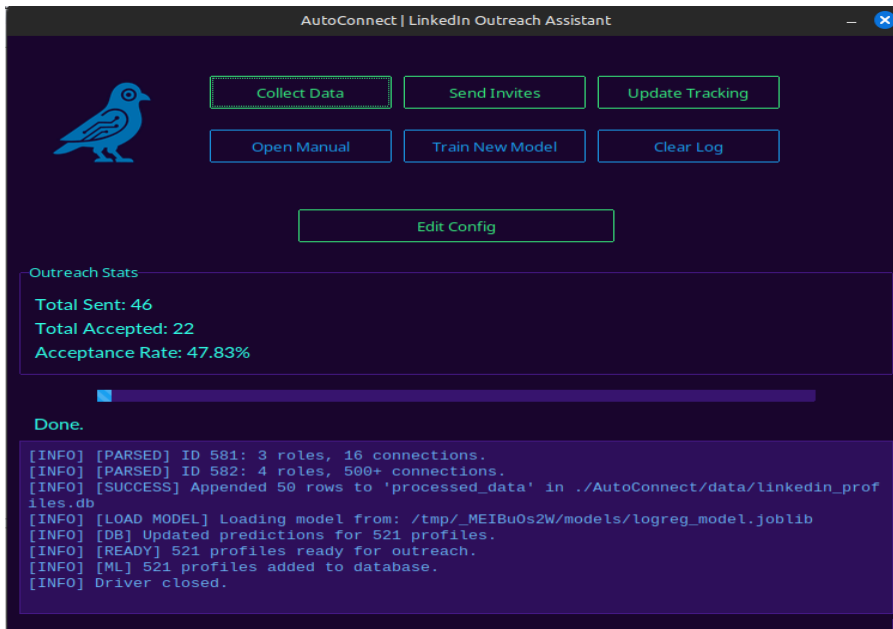 AutoConnect | LinkedIn Outreach Assistant
Collect Data
Send Invites
Update Tracking
Open Manual
Train New Model
Clear Log
Edit Config
Outreach Stats
Total Sent: 46
Total Accepted: 22
Acceptance Rate: 47.83%
Done.
[INFO] [PARSED] ID 581: 3 roles, 16 connections.
[INFO] [PARSED] ID 582: 4 roles, 500+ connections.
[INFO] [SUCCESS] Appended 50 rows to 'processed_data' in ./AutoConnect/data/linkedin_prof
iles.db
[INFO] [LOAD MODEL] Loading model from: /tmp/_MEIBuOs2W/models/logreg_model.joblib
[INFO] [DB] Updated predictions for 521 profiles.
[INFO] [READY] 521 profiles ready for outreach.
[INFO] [ML] 521 profiles added to database.
[INFO] Driver closed.